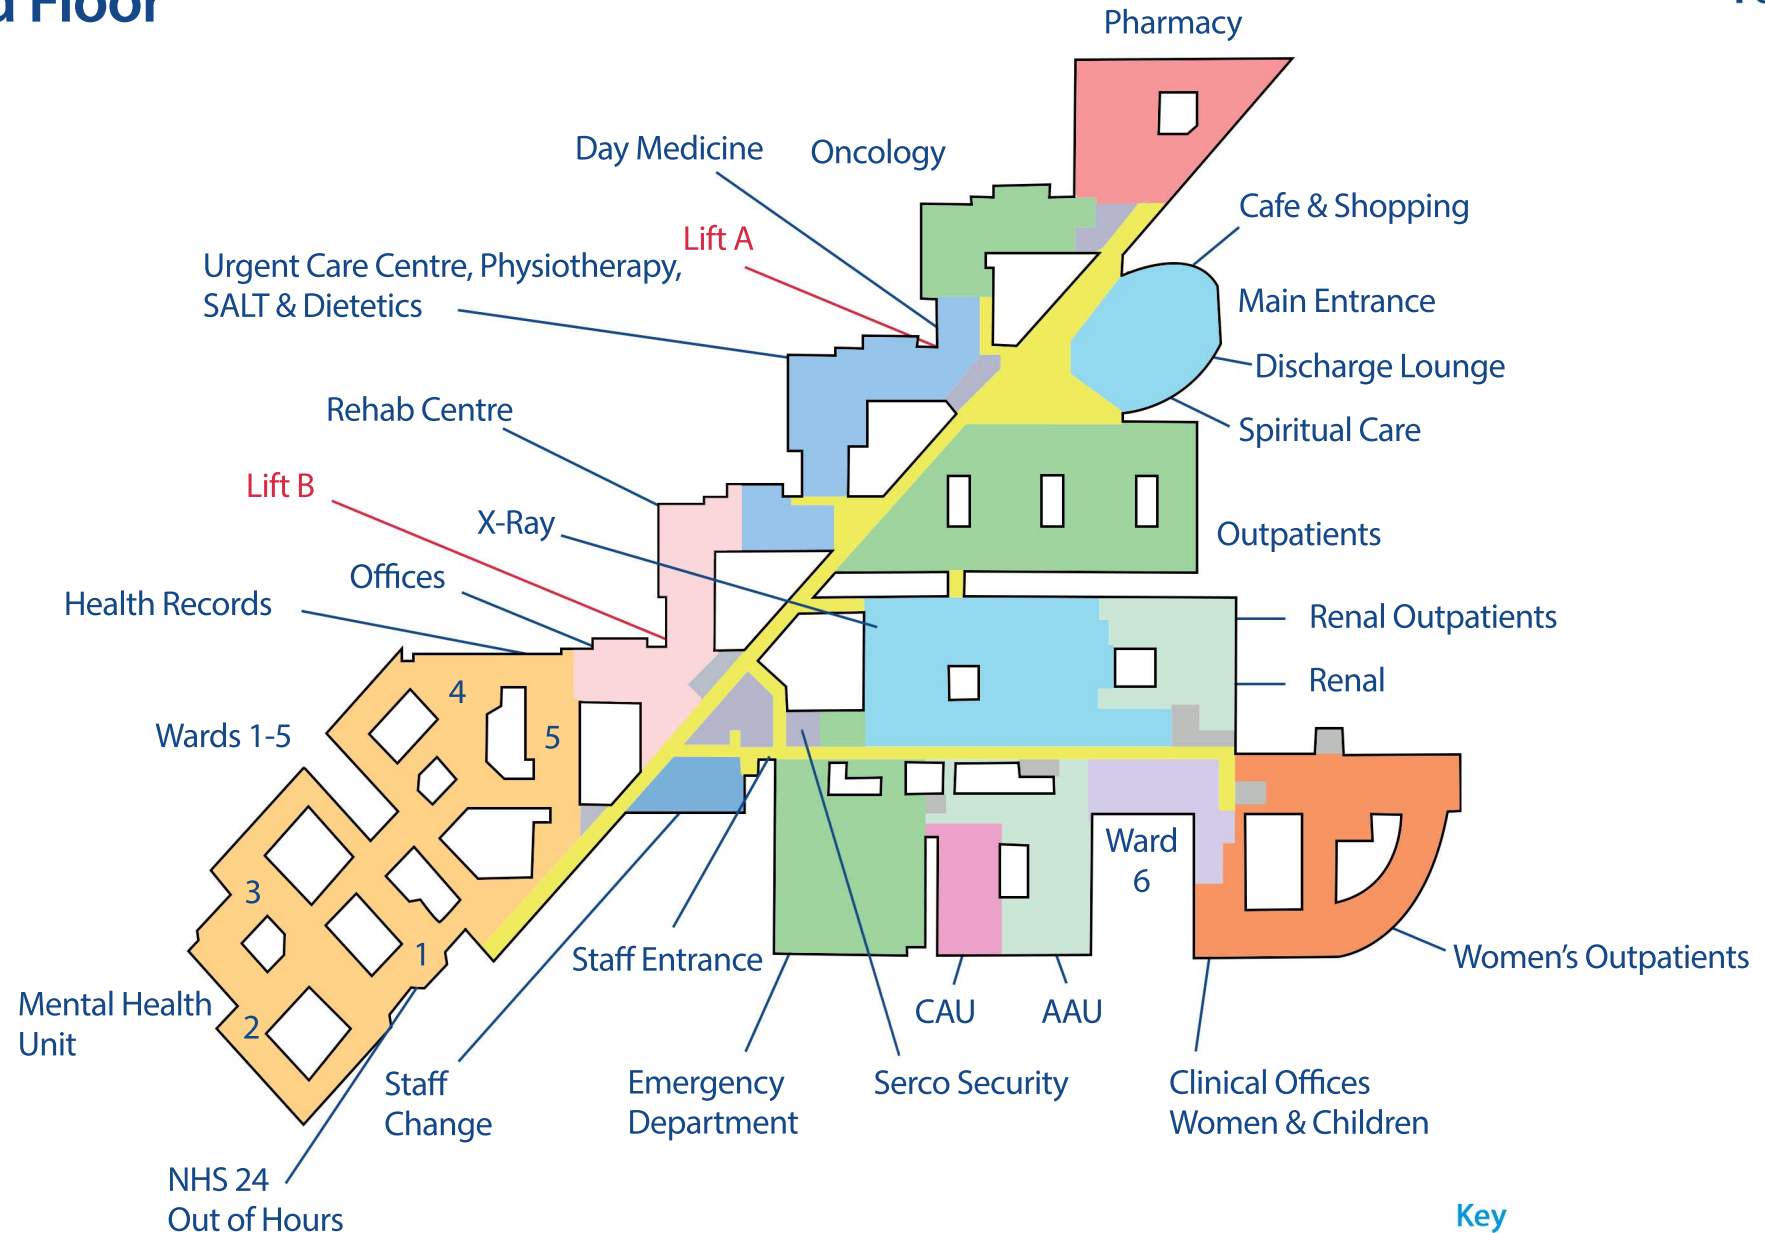 Floor
Pharmacy
Day Medicine
Oncology
Cafe & Shopping
Lift A
Urgent Care Centre, Physiotherapy,
SALT & Dietetics
Main Entrance
Discharge Lounge
Rehab Centre
Spiritual Care
Lift B
X-Ray
Outpatients
Offices
Health Records
Renal Outpatients
Renal
4
5
Wards 1-5
Ward
6
3
1
Staff Entrance
Women’s Outpatients
Mental Health
Unit
2
CAU
AAU
Staff
Change
Emergency
Department
Serco Security
Clinical Offices
Women & Children
NHS 24
Out of Hours
Key